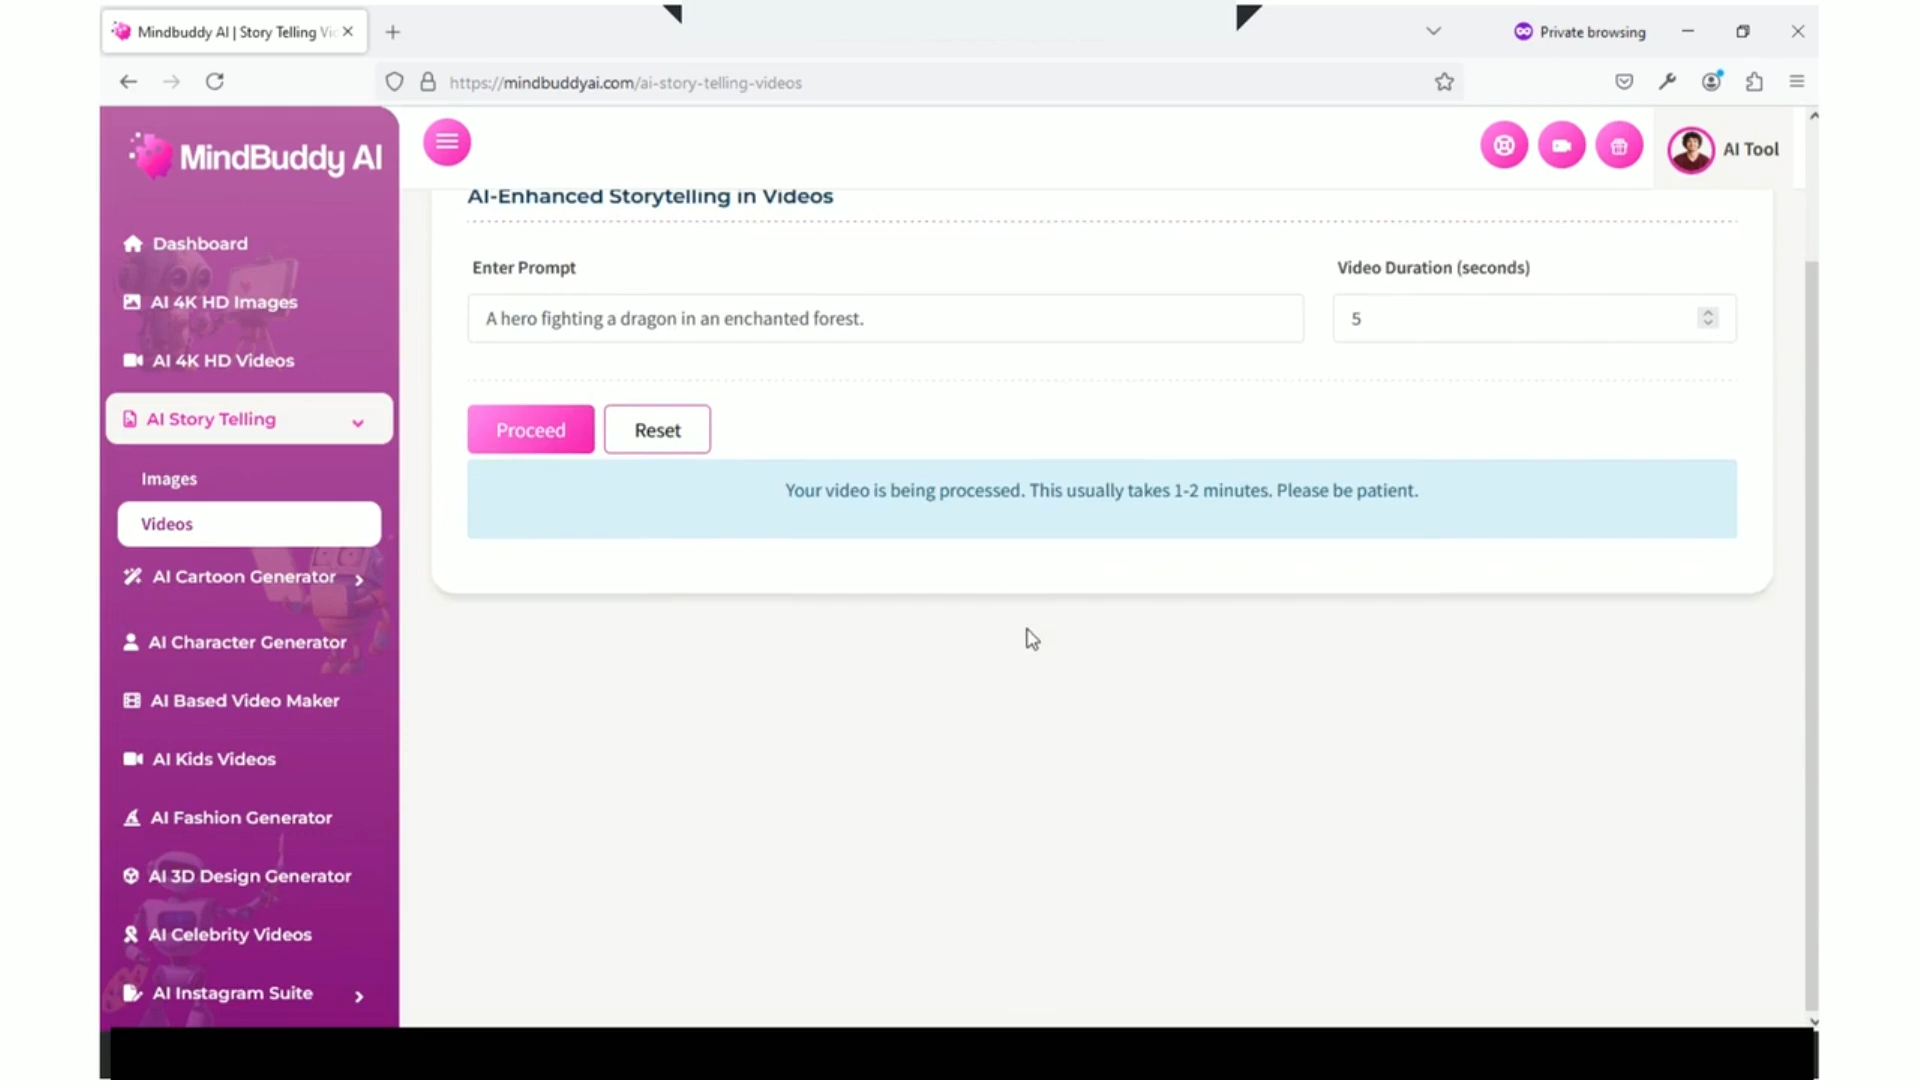 Mindbuddy AI | Story Telling Vi
Private browsing
https://mindbuddyai.com/ai-story-telling-videos
MindBuddy AI
AI Tool
AI-Enhanced Storytelling in Videos
Dashboard
Enter Prompt
Video Duration (seconds)
AI 4K HD Images
A hero fighting a dragon in an enchanted forest.
5
AI 4K HD Videos
AI Story Telling
Proceed
Reset
Images
Your video is being processed. This usually takes 1-2 minutes. Please be patient.
Videos
AI Cartoon Generator
AI Character Generator
AI Based Video Maker
AI Kids Videos
AI Fashion Generator
AI 3D Design Generator
AI Celebrity Videos
AI Instagram Suite